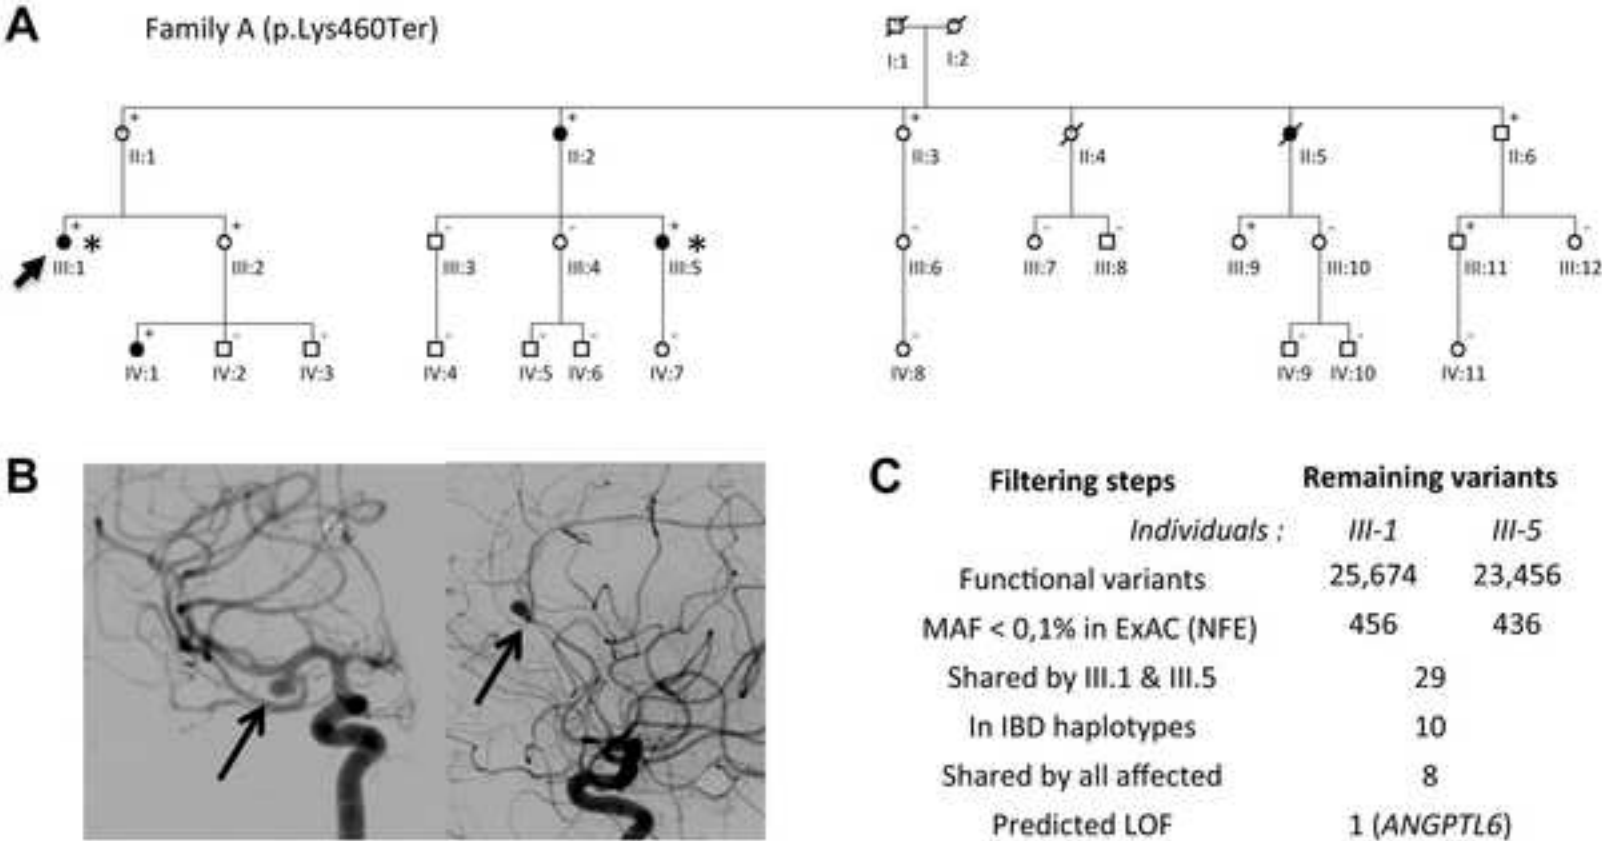 A
Family A (p.Lys460Ter)
I:1 I:2
+ + + +
II:1 II:2 II:3 II:4 II:5 II:6
+ * + - - + * - - - + - + -
III:1 III:2 III:3 III:4 III:5 III:6 III:7 III:8 III:9 III:10 III:11 III:12
+ - - - - - - - - - -
IV:1 IV:2 IV:3 IV:4 IV:5 IV:6 IV:7 IV:8 IV:9 IV:10 IV:11
B
C
Filtering steps Remaining variants
Individuals : III-1 III-5
Functional variants 25,674 23,456
MAF < 0,1% in ExAC (NFE) 456 436
Shared by III.1 & III.5 29
In IBD haplotypes 10
Shared by all affected 8
Predicted LOF 1 (ANGPTL6)